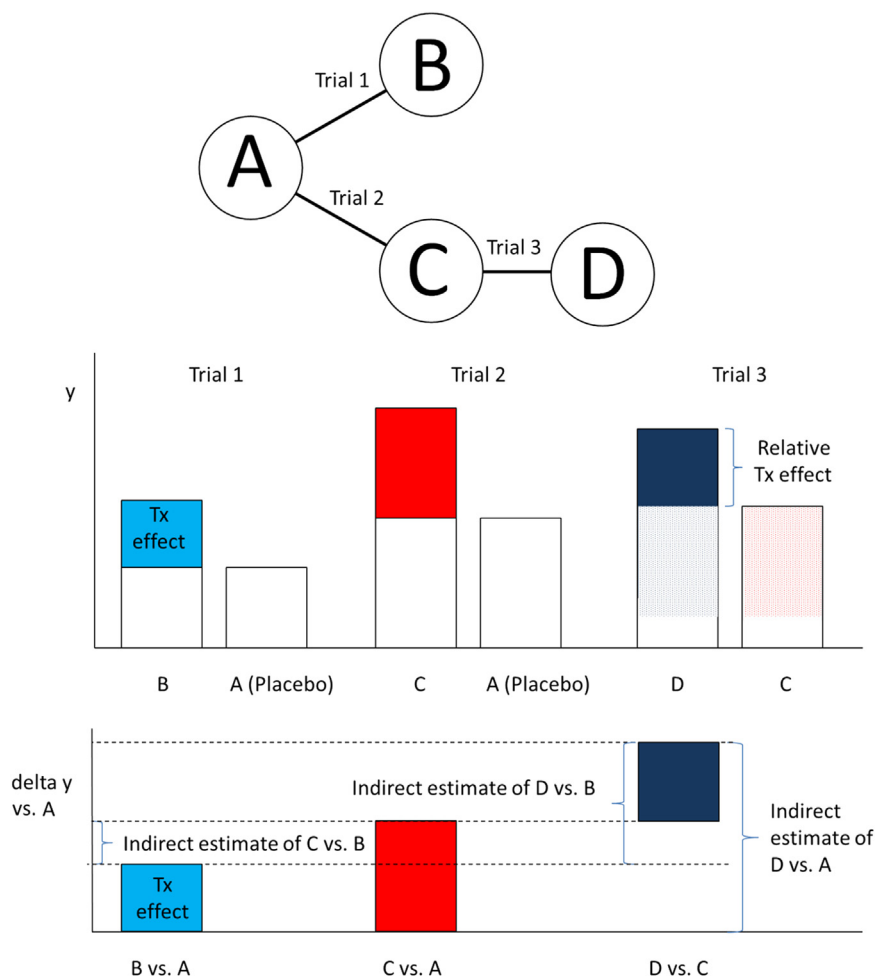 B
Trial 1
A
Trial 2
Trial 3
C
D
Trial 1
Trial 2
Trial 3
y
Relative
Tx effect
Tx
effect
B
A (Placebo)
C
A (Placebo)
D
C
delta y
vs. A
Indirect estimate of D vs. B
Indirect estimate of C vs. B
Indirect
estimate of
D vs. A
Tx
effect
B vs. A
C vs. A
D vs. C